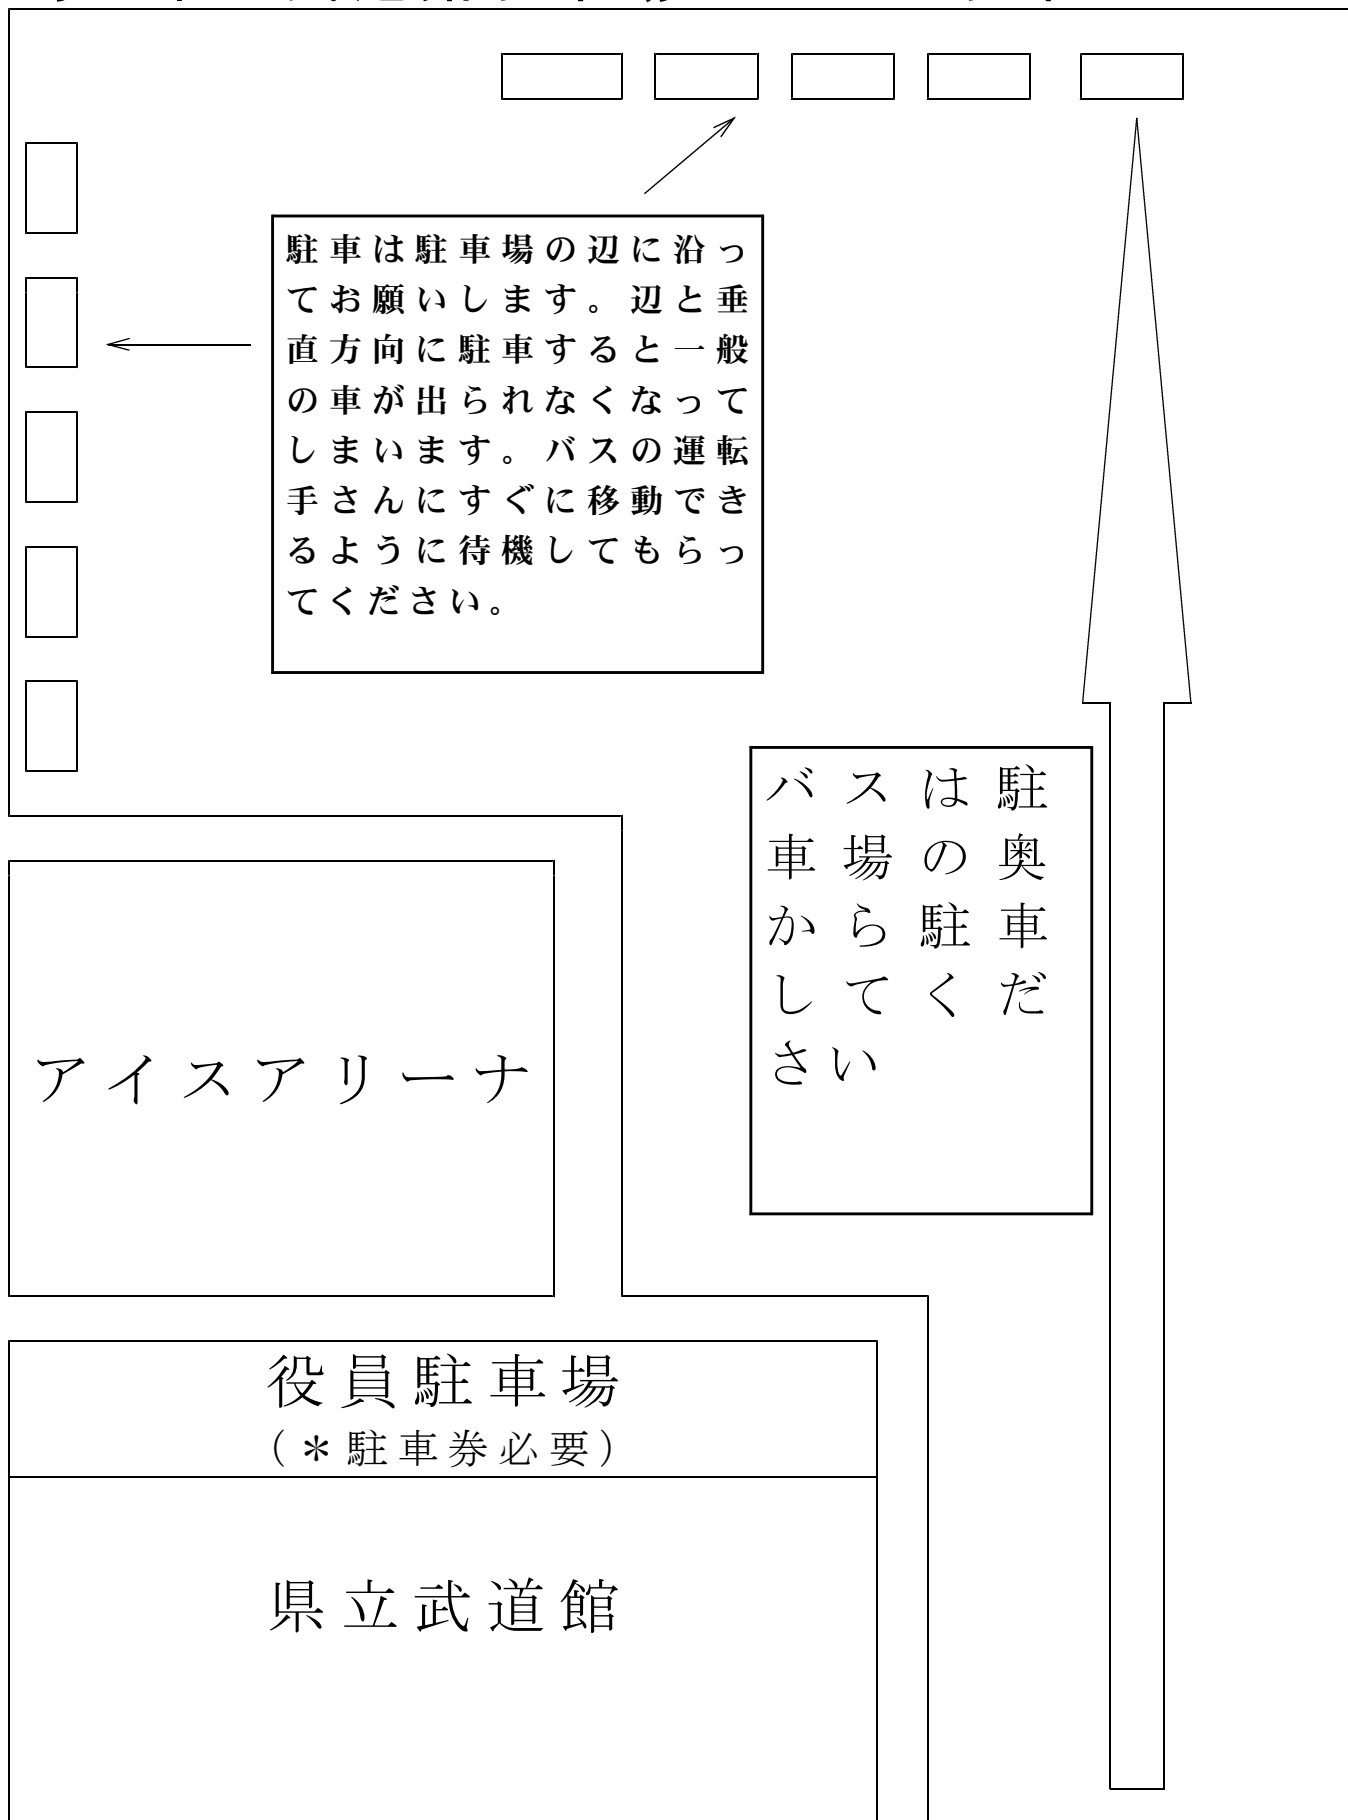 駐車は駐車場の辺に沿っ
てお願いします。辺と垂
直方向に駐車すると一般
の車が出られなくなって
しまいます。バスの運転
手さんにすぐに移動でき
るように待機してもらっ
てください。
バスは駐
車場の奥
から駐車
してくだ
さい
アイスアリーナ
役員駐車場
(＊駐車券必要)
県立武道館